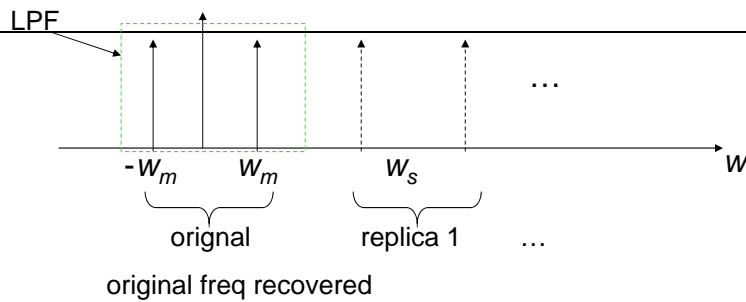 LPF
…
-wm wm ws w
orignal replica 1 …
original freq recovered